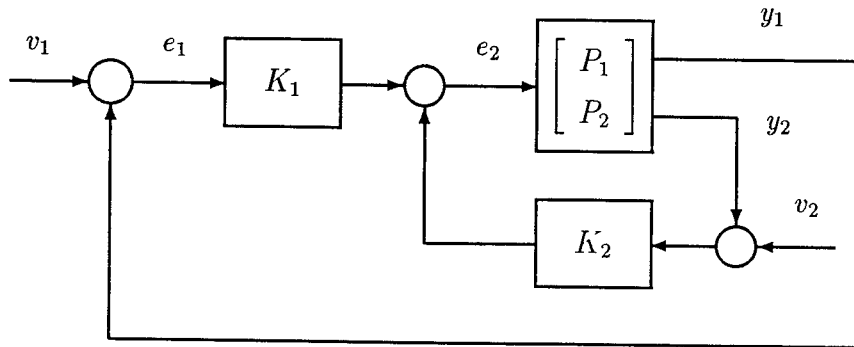 y₁
v₁
e₁
K₁
e₂
P₁
P₂
y₂
K₂
v₂